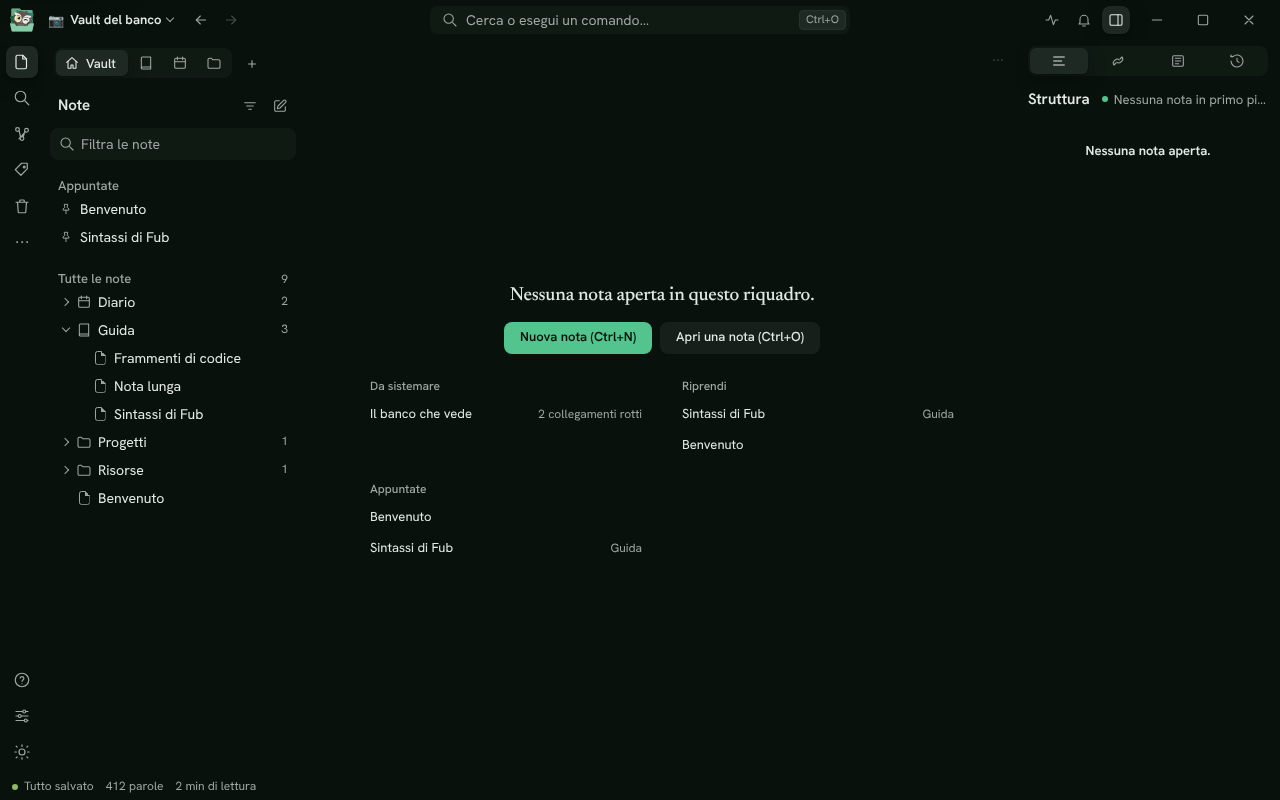 Vault del banco
Cerca o esegui un comando...
Ctrl+O
Vault
Note
Filtra le note
Appuntate
Benvenuto
Sintassi di Fub
Tutte le note 9
Diario 2
Guida 3
Frammenti di codice
Nota lunga
Sintassi di Fub
Progetti 1
Risorse 1
Benvenuto
Nessuna nota aperta in questo riquadro.
Nuova nota (Ctrl+N)
Apri una nota (Ctrl+O)
Da sistemare
Il banco che vede 2 collegamenti rotti
Riprendi
Sintassi di Fub Guida
Benvenuto
Appuntate
Benvenuto
Sintassi di Fub Guida
Struttura
Nessuna nota in primo pi...
Nessuna nota aperta.
Tutto salvato 412 parole 2 min di lettura